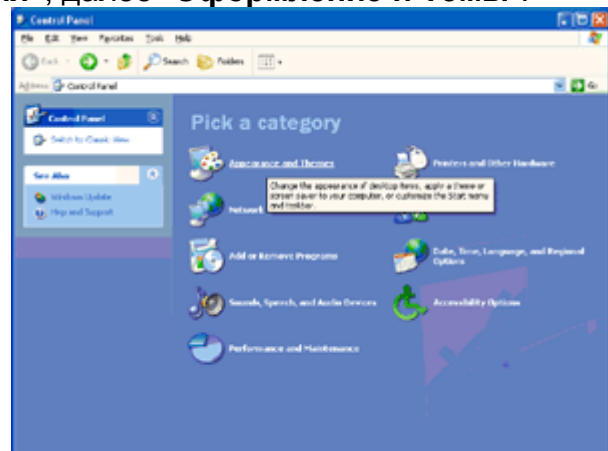 далее "Оформление и темы".
Control Panel
File Edit View Favorites Tools Help
Back Search Folders
Address Control Panel Go
Control Panel
Switch to Classic View
See Also
Windows Update
Help and Support
Pick a category
Appearance and Themes
Printers and Other Hardware
Change the appearance of desktop items, apply a theme or
screen saver to your computer, or customize the Start menu
and taskbar.
Network
Add or Remove Programs
Date, Time, Language, and Regional
Options
Sounds, Speech, and Audio Devices
Accessibility Options
Performance and Maintenance